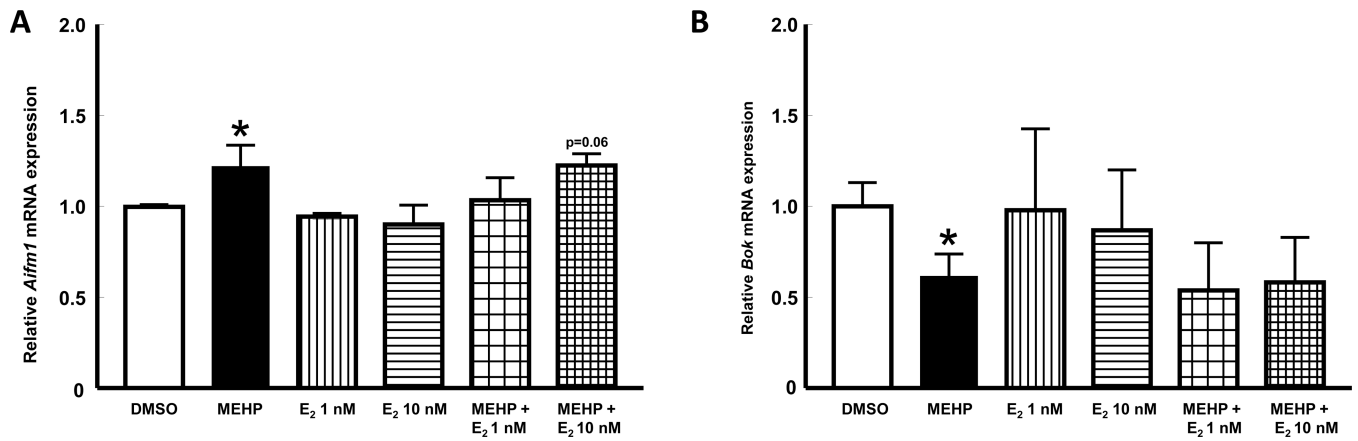 A
Relative Aifm1 mRNA expression
2.0
1.5
1.0
0.5
0
*
p=0.06
DMSO
MEHP
E₂ 1 nM
E₂ 10 nM
MEHP +
E₂ 1 nM
MEHP +
E₂ 10 nM
B
Relative Bok mRNA expression
2.0
1.5
1.0
0.5
0
*
DMSO
MEHP
E₂ 1 nM
E₂ 10 nM
MEHP +
E₂ 1 nM
MEHP +
E₂ 10 nM